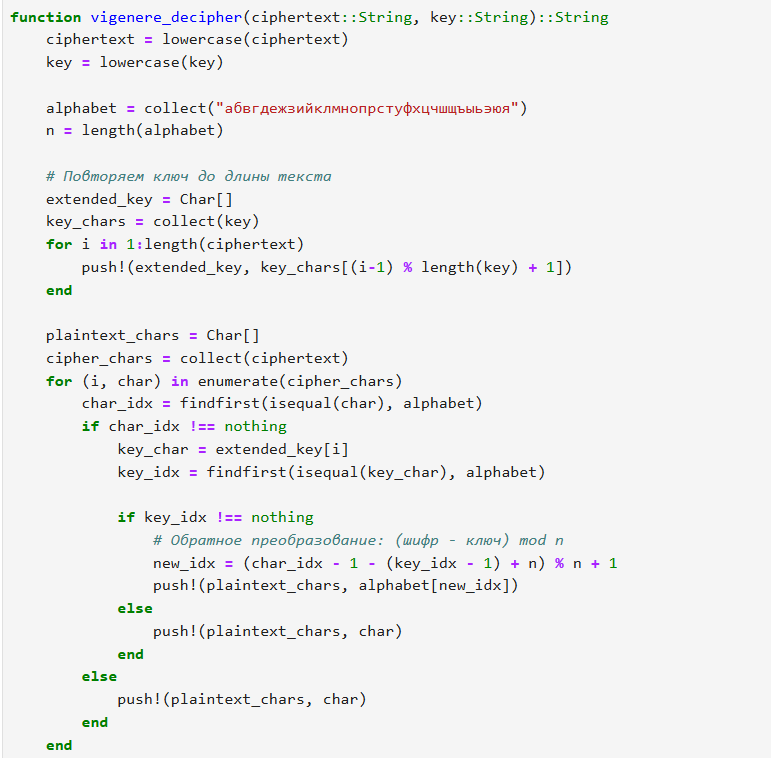 function vigenere_decipher(ciphertext::String, key::String)::String
    ciphertext = lowercase(ciphertext)
    key = lowercase(key)

    alphabet = collect("абвгдежзийклмнопрстуфхцчшщъыьэюя")
    n = length(alphabet)

    # Повторяем ключ до длины текста
    extended_key = Char[]
    key_chars = collect(key)
    for i in 1:length(ciphertext)
        push!(extended_key, key_chars[(i-1) % length(key) + 1])
    end

    plaintext_chars = Char[]
    cipher_chars = collect(ciphertext)
    for (i, char) in enumerate(cipher_chars)
        char_idx = findfirst(isequal(char), alphabet)
        if char_idx !== nothing
            key_char = extended_key[i]
            key_idx = findfirst(isequal(key_char), alphabet)

            if key_idx !== nothing
                # Обратное преобразование: (шифр - ключ) mod n
                new_idx = (char_idx - 1 - (key_idx - 1) + n) % n + 1
                push!(plaintext_chars, alphabet[new_idx])
            else
                push!(plaintext_chars, char)
            end
        else
            push!(plaintext_chars, char)
        end
    end